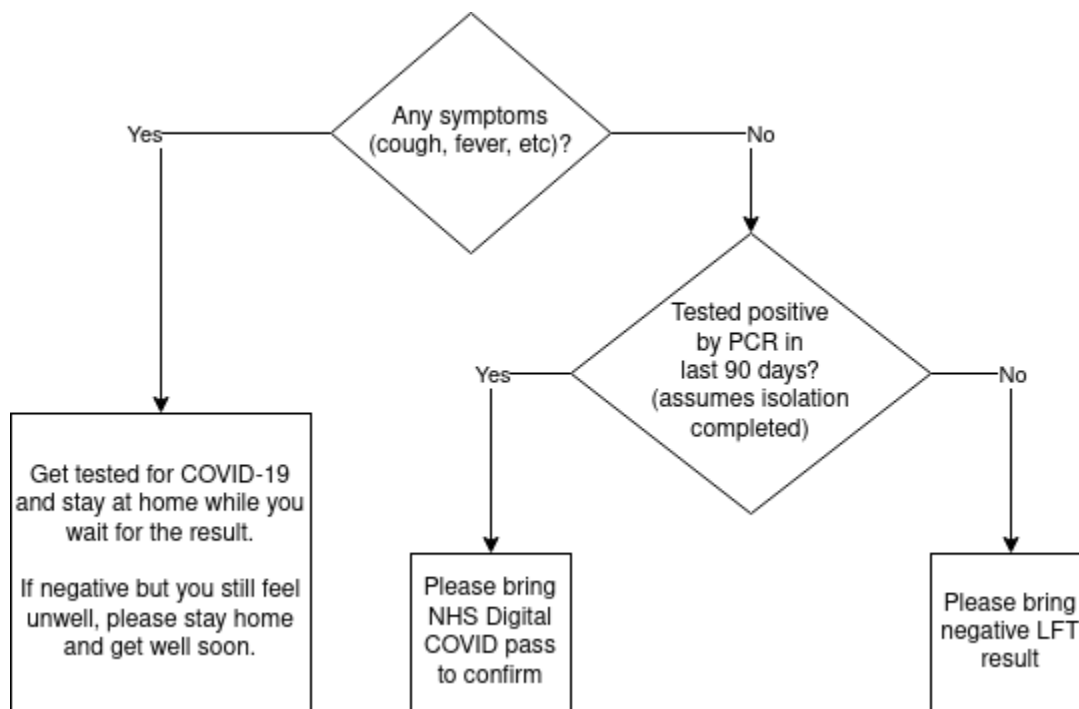 Any symptoms
(cough, fever, etc)?
Yes
No
Tested positive
by PCR in
last 90 days?
(assumes isolation
completed)
Yes
No
Get tested for COVID-19
and stay at home while you
wait for the result.
If negative but you still feel
unwell, please stay home
and get well soon.
Please bring
NHS Digital
COVID pass
to confirm
Please bring
negative LFT
result